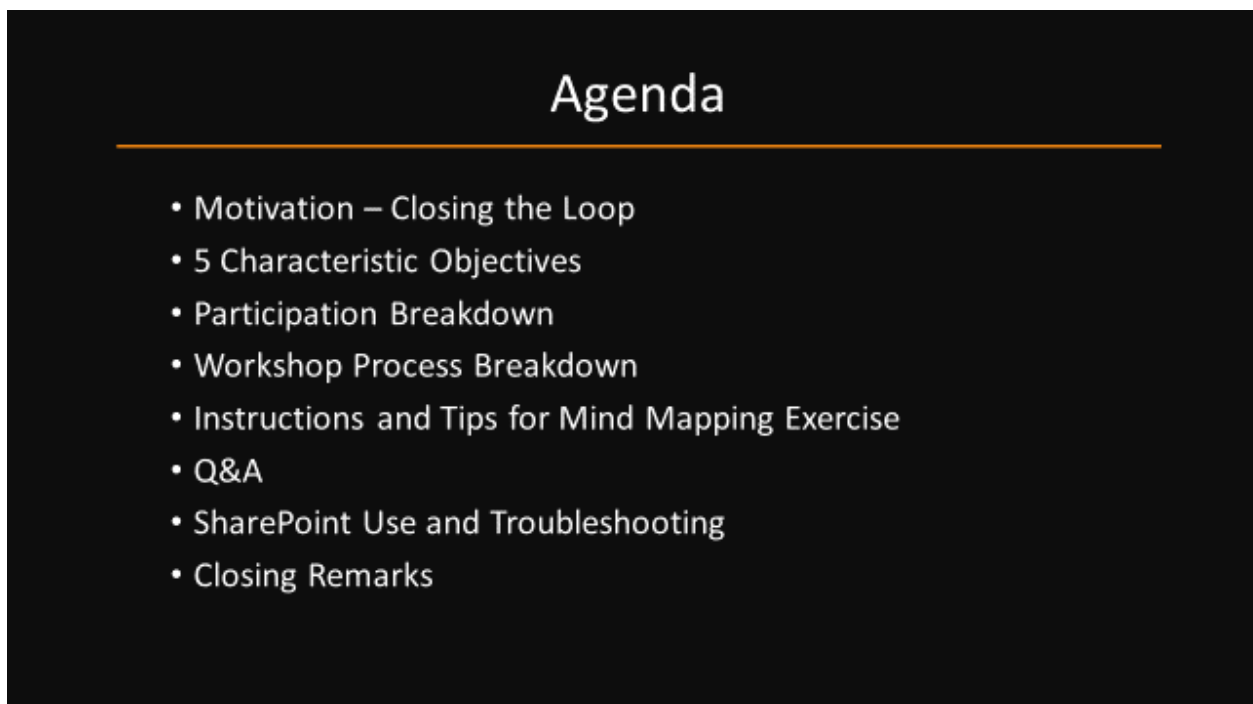 Agenda
• Motivation – Closing the Loop
• 5 Characteristic Objectives
• Participation Breakdown
• Workshop Process Breakdown
• Instructions and Tips for Mind Mapping Exercise
• Q&A
• SharePoint Use and Troubleshooting
• Closing Remarks